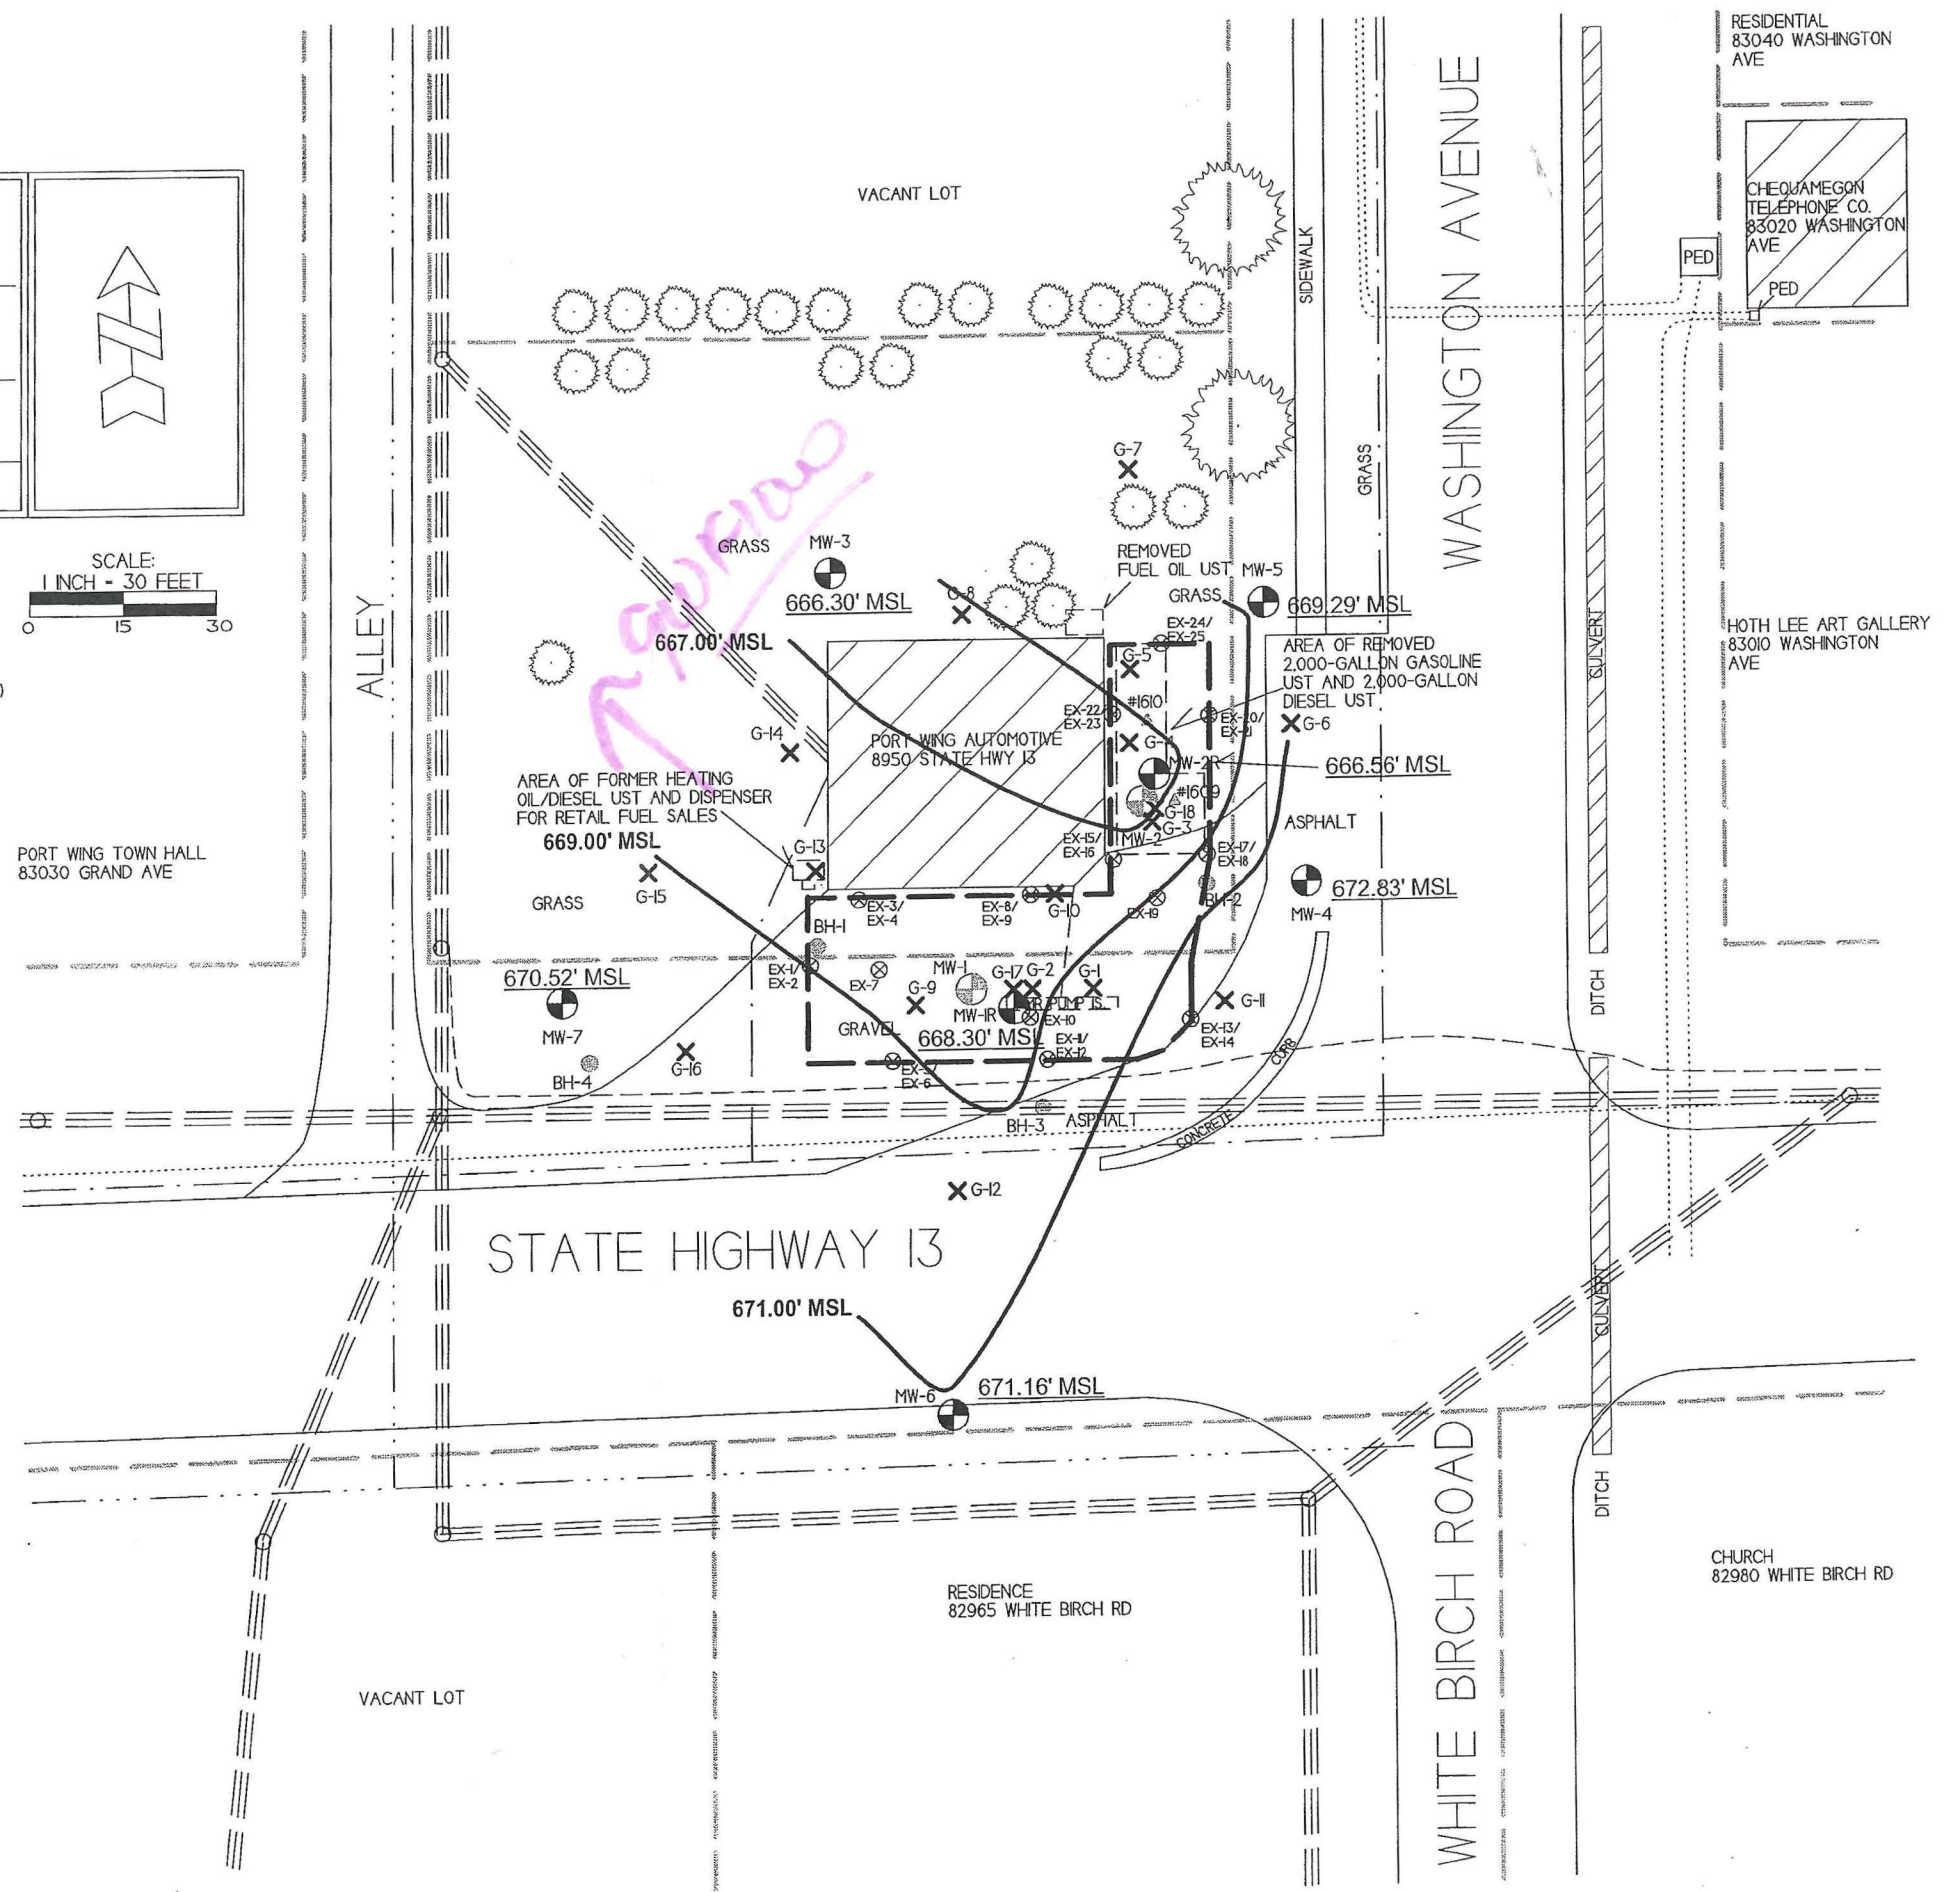 RESIDENTIAL
83040 WASHINGTON
AVE
CHEQUAMEGON
TELEPHONE CO.
83020 WASHINGTON
AVE
PED
PED
VACANT LOT
SIDEWALK
WASHINGTON AVENUE
GRASS
SCALE:
1 INCH = 30 FEET
0 15 30
ALLEY
gw Flow
G-7
GRASS
MW-3
666.30' MSL
G-8
REMOVED
FUEL OIL UST
MW-5
GRASS
669.29' MSL
EX-24/
EX-25
667.00' MSL
AREA OF REMOVED
2,000-GALLON GASOLINE
UST AND 2,000-GALLON
DIESEL UST
CULVERT
HOTH LEE ART GALLERY
83010 WASHINGTON
AVE
G-5
#1610
EX-22/
EX-23
EX-20/
EX-21
G-6
G-14
PORT WING AUTOMOTIVE
8950 STATE HWY 13
G-4
MW-2R
666.56' MSL
AREA OF FORMER HEATING
OIL/DIESEL UST AND DISPENSER
FOR RETAIL FUEL SALES
#1609
G-18
G-3
MW-2
EX-15/
EX-16
EX-17/
EX-18
ASPHALT
669.00' MSL
PORT WING TOWN HALL
83030 GRAND AVE
G-13
G-15
GRASS
EX-3/
EX-4
EX-8/
EX-9
G-10
EX-19
BH-2
672.83' MSL
MW-4
BH-1
670.52' MSL
MW-7
EX-1/
EX-2
EX-7
MW-1
G-17
G-2
G-1
G-9
MW-1R
PUMP IS.
EX-10
G-11
GRAVEL
668.30' MSL
EX-11/
EX-12
EX-13/
EX-14
CURB
DITCH
BH-4
G-16
EX-5/
EX-6
BH-3
ASPHALT
CONCRETE
G-12
STATE HIGHWAY 13
671.00' MSL
CULVERT
MW-6
671.16' MSL
WHITE BIRCH ROAD
DITCH
RESIDENCE
82965 WHITE BIRCH RD
CHURCH
82980 WHITE BIRCH RD
VACANT LOT